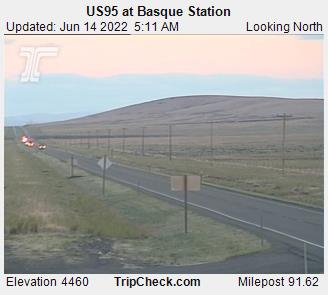 US95 at Basque Station
Updated: Jun 14 2022 5:11 AM Looking North
Elevation 4460 TripCheck.com Milepost 91.62